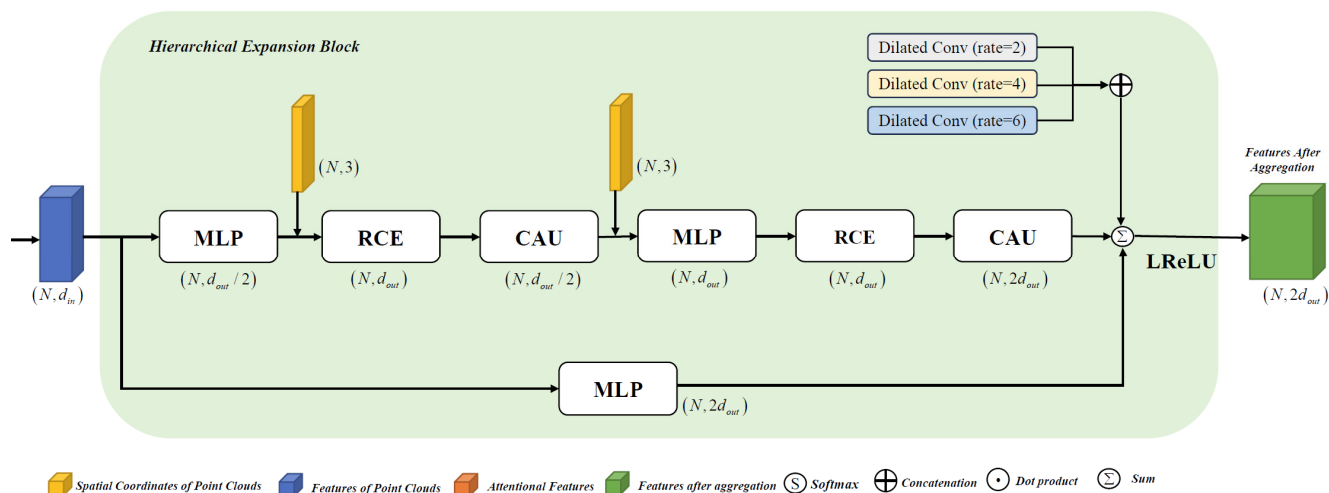 Hierarchical Expansion Block
Dilated Conv (rate=2)
Dilated Conv (rate=4)
Dilated Conv (rate=6)
Features After
Aggregation
(N,3)
(N,3)
MLP
RCE
CAU
MLP
RCE
CAU
Σ
LReLU
(N,d_in)
(N,d_out/2)
(N,d_out)
(N,d_out/2)
(N,d_out)
(N,d_out)
(N,2d_out)
(N,2d_out)
MLP
(N,2d_out)
Spatial Coordinates of Point Clouds
Features of Point Clouds
Attentional Features
Features after aggregation
S Softmax
Concatenation
Dot product
Σ Sum